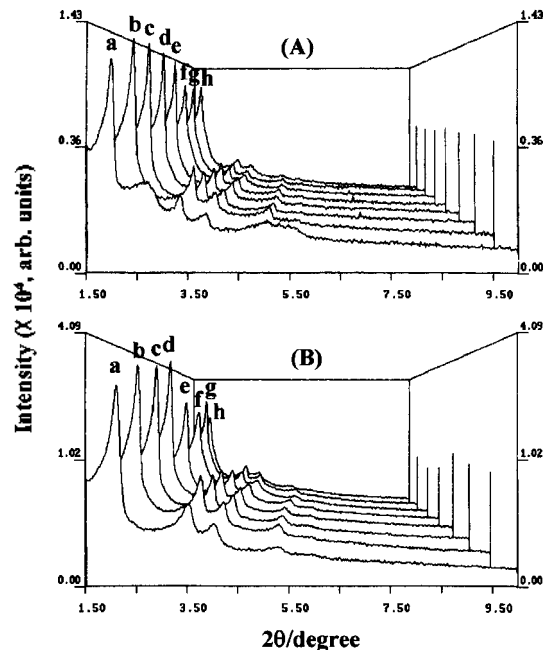 1.43
1.43
(A)
a
b
c
d
e
f
g
h
0.36
0.36
0.00
0.00
1.50
3.50
5.50
7.50
9.50
Intensity (X 10⁴, arb. units)
4.09
4.09
(B)
a
b
c
d
e
f
g
h
1.02
1.02
0.00
0.00
1.50
3.50
5.50
7.50
9.50
2θ/degree